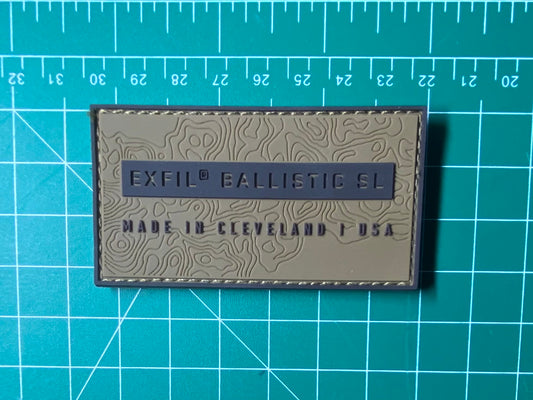 32 31 30 29 28 27 26 25 24 23 22 21 20
EXFIL® BALLISTIC SL
MADE IN CLEVELAND | USA